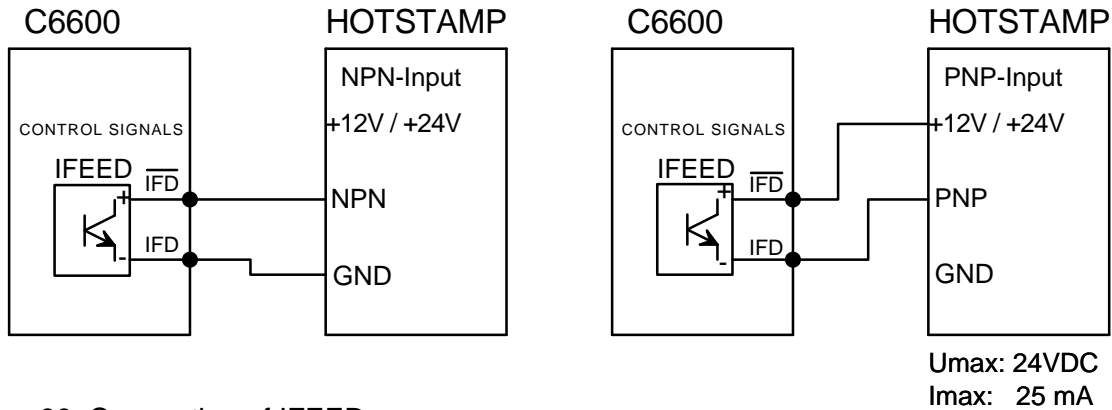 C6600
HOTSTAMP
NPN-Input
+12V / +24V
CONTROL SIGNALS
IFEED
IFD
+
NPN
IFD
-
GND
C6600
HOTSTAMP
PNP-Input
+12V / +24V
CONTROL SIGNALS
IFEED
IFD
+
PNP
IFD
-
GND
Umax: 24VDC
Imax: 25 mA